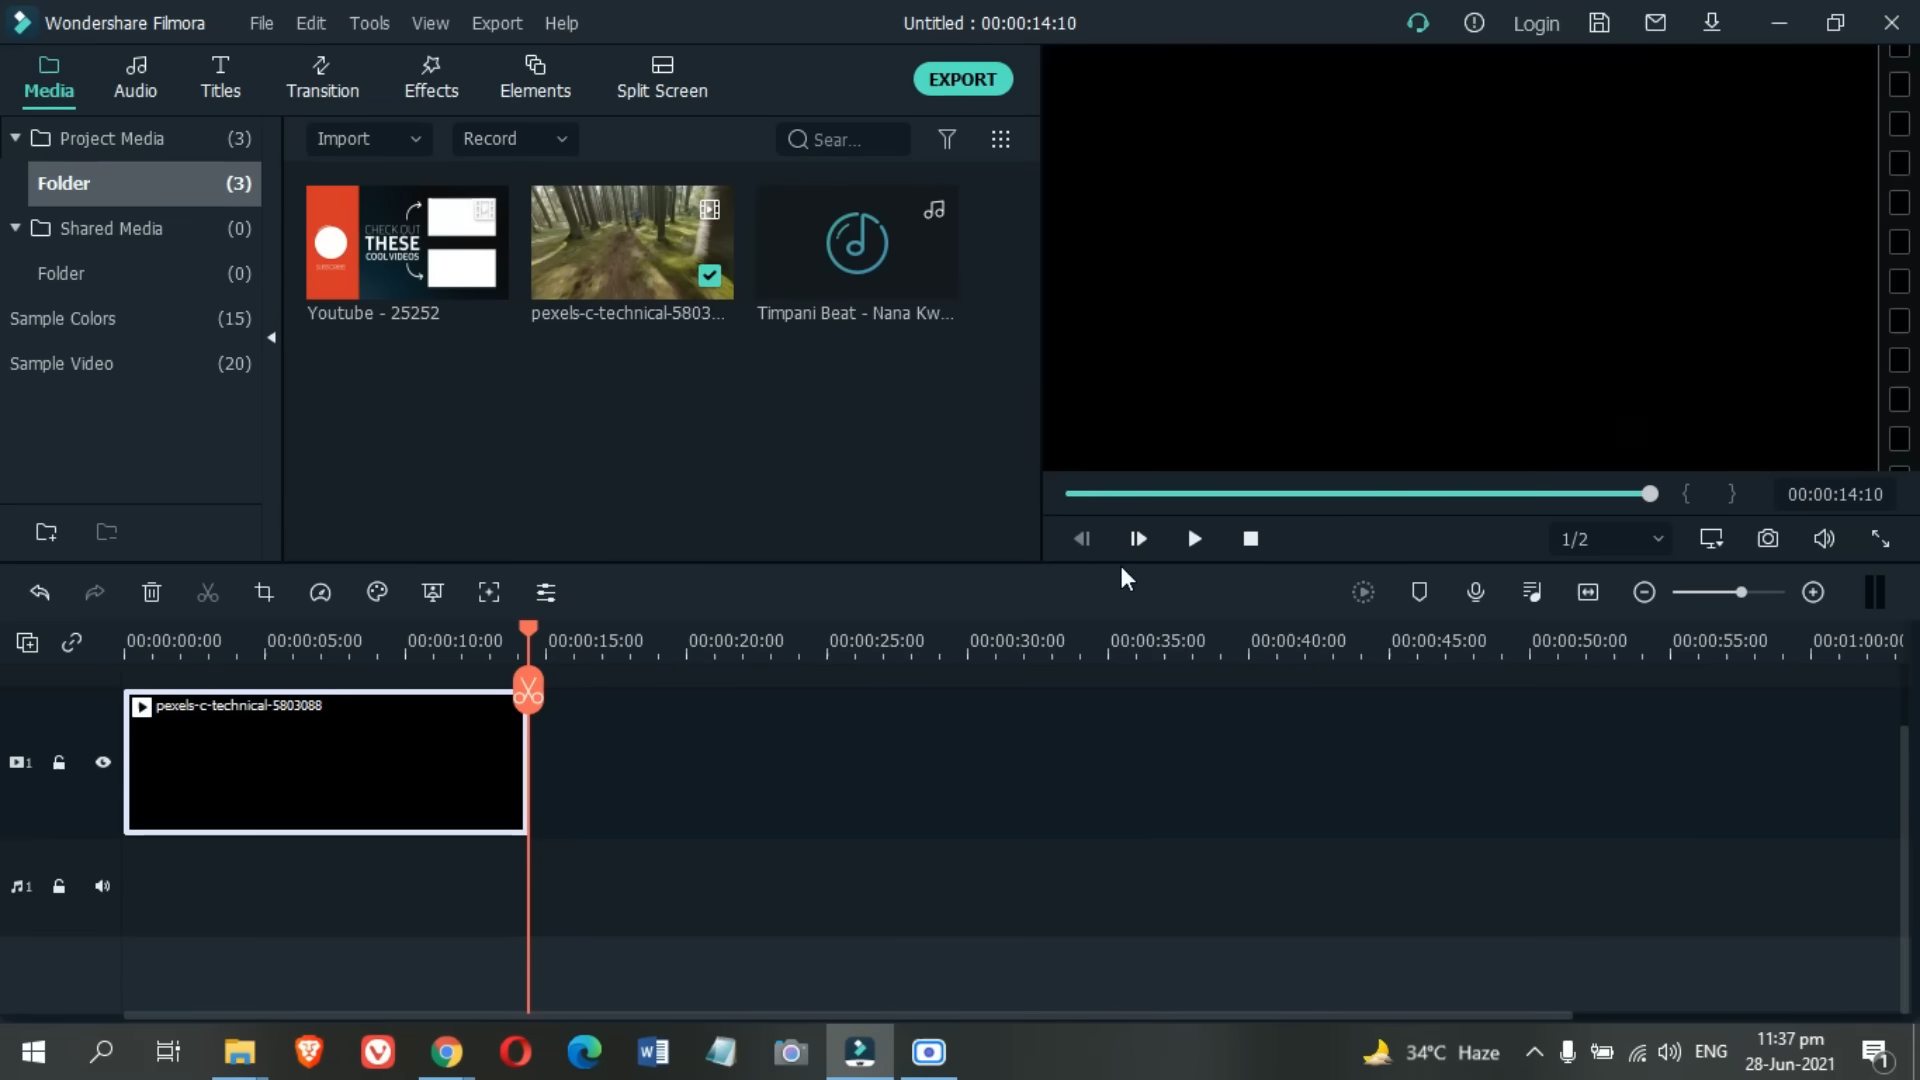 Wondershare Filmora File Edit Tools View Export Help Untitled : 00:00:14:10 Login
Media Audio Titles Transition Effects Elements Split Screen EXPORT
Project Media (3)
Folder (3)
Shared Media (0)
Folder (0)
Sample Colors (15)
Sample Video (20)
Import Record Sear...
CHECK OUT
THESE
COOL VIDEOS
SUBSCRIBE
Youtube - 25252 pexels-c-technical-5803... Timpani Beat - Nana Kw...
{ } 00:00:14:10
1/2
00:00:00:00 00:00:05:00 00:00:10:00 00:00:15:00 00:00:20:00 00:00:25:00 00:00:30:00 00:00:35:00 00:00:40:00 00:00:45:00 00:00:50:00 00:00:55:00 00:01:00:0
pexels-c-technical-5803088
1
1
34°C Haze ENG 11:37 pm
28-Jun-2021
1